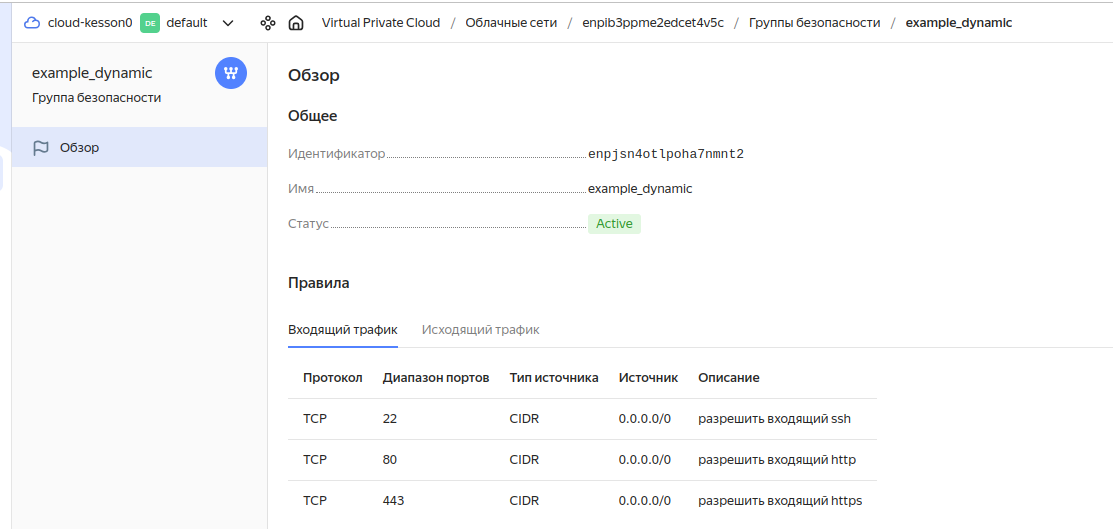 cloud-kesson0 DE default Virtual Private Cloud / Облачные сети / enpib3ppme2edcet4v5c / Группы безопасности / example_dynamic
example_dynamic
Группа безопасности
Обзор
Обзор
Общее
Идентификатор enpjsn4otlpoha7nmnt2
Имя example_dynamic
Статус Active
Правила
Входящий трафик Исходящий трафик
Протокол Диапазон портов Тип источника Источник Описание
TCP 22 CIDR 0.0.0.0/0 разрешить входящий ssh
TCP 80 CIDR 0.0.0.0/0 разрешить входящий http
TCP 443 CIDR 0.0.0.0/0 разрешить входящий https